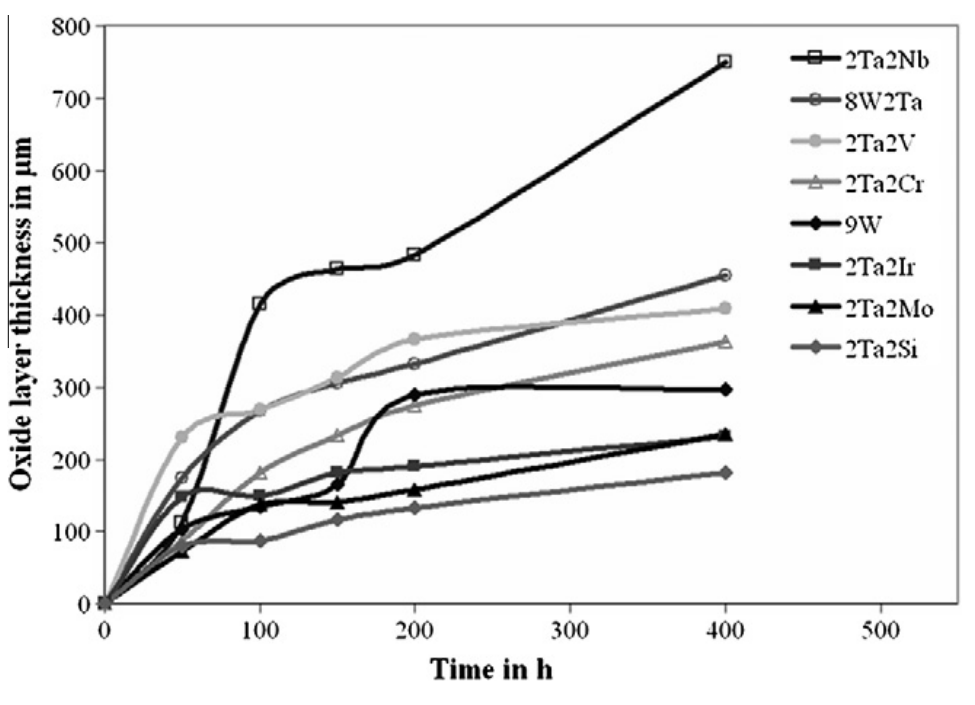 800
700
600
500
400
300
200
100
0
Oxide layer thickness in µm
0 100 200 300 400 500
Time in h
2Ta2Nb
8W2Ta
2Ta2V
2Ta2Cr
9W
2Ta2Ir
2Ta2Mo
2Ta2Si